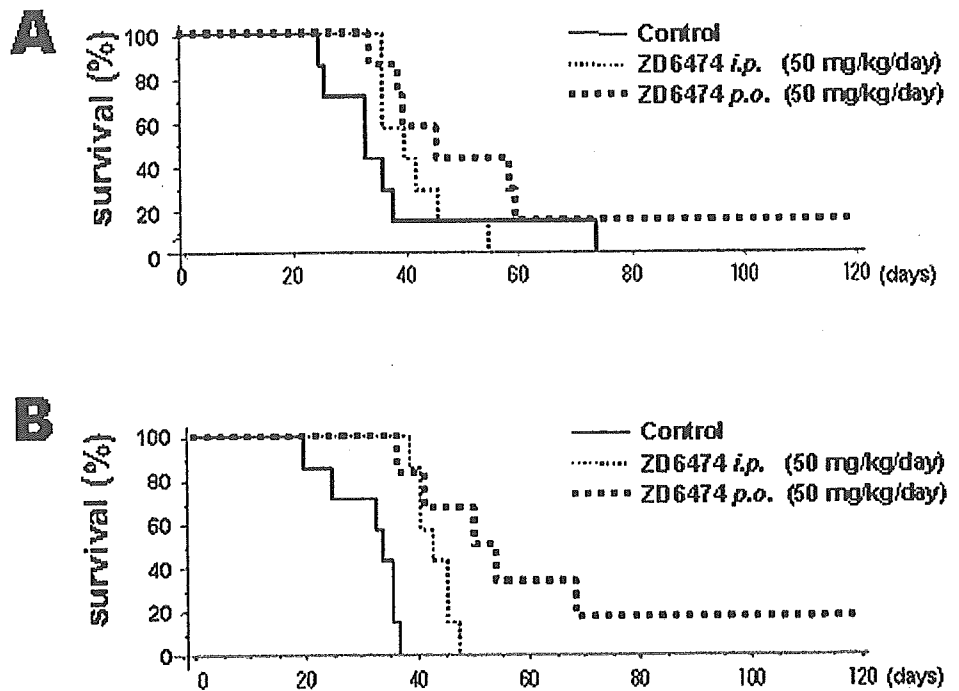 A
survival (%)
100
80
60
40
20
0
Control
ZD6474 i.p. (50 mg/kg/day)
ZD6474 p.o. (50 mg/kg/day)
0 20 40 60 80 100 120 (days)
B
survival (%)
100
80
60
40
20
0
Control
ZD6474 i.p. (50 mg/kg/day)
ZD6474 p.o. (50 mg/kg/day)
0 20 40 60 80 100 120 (days)